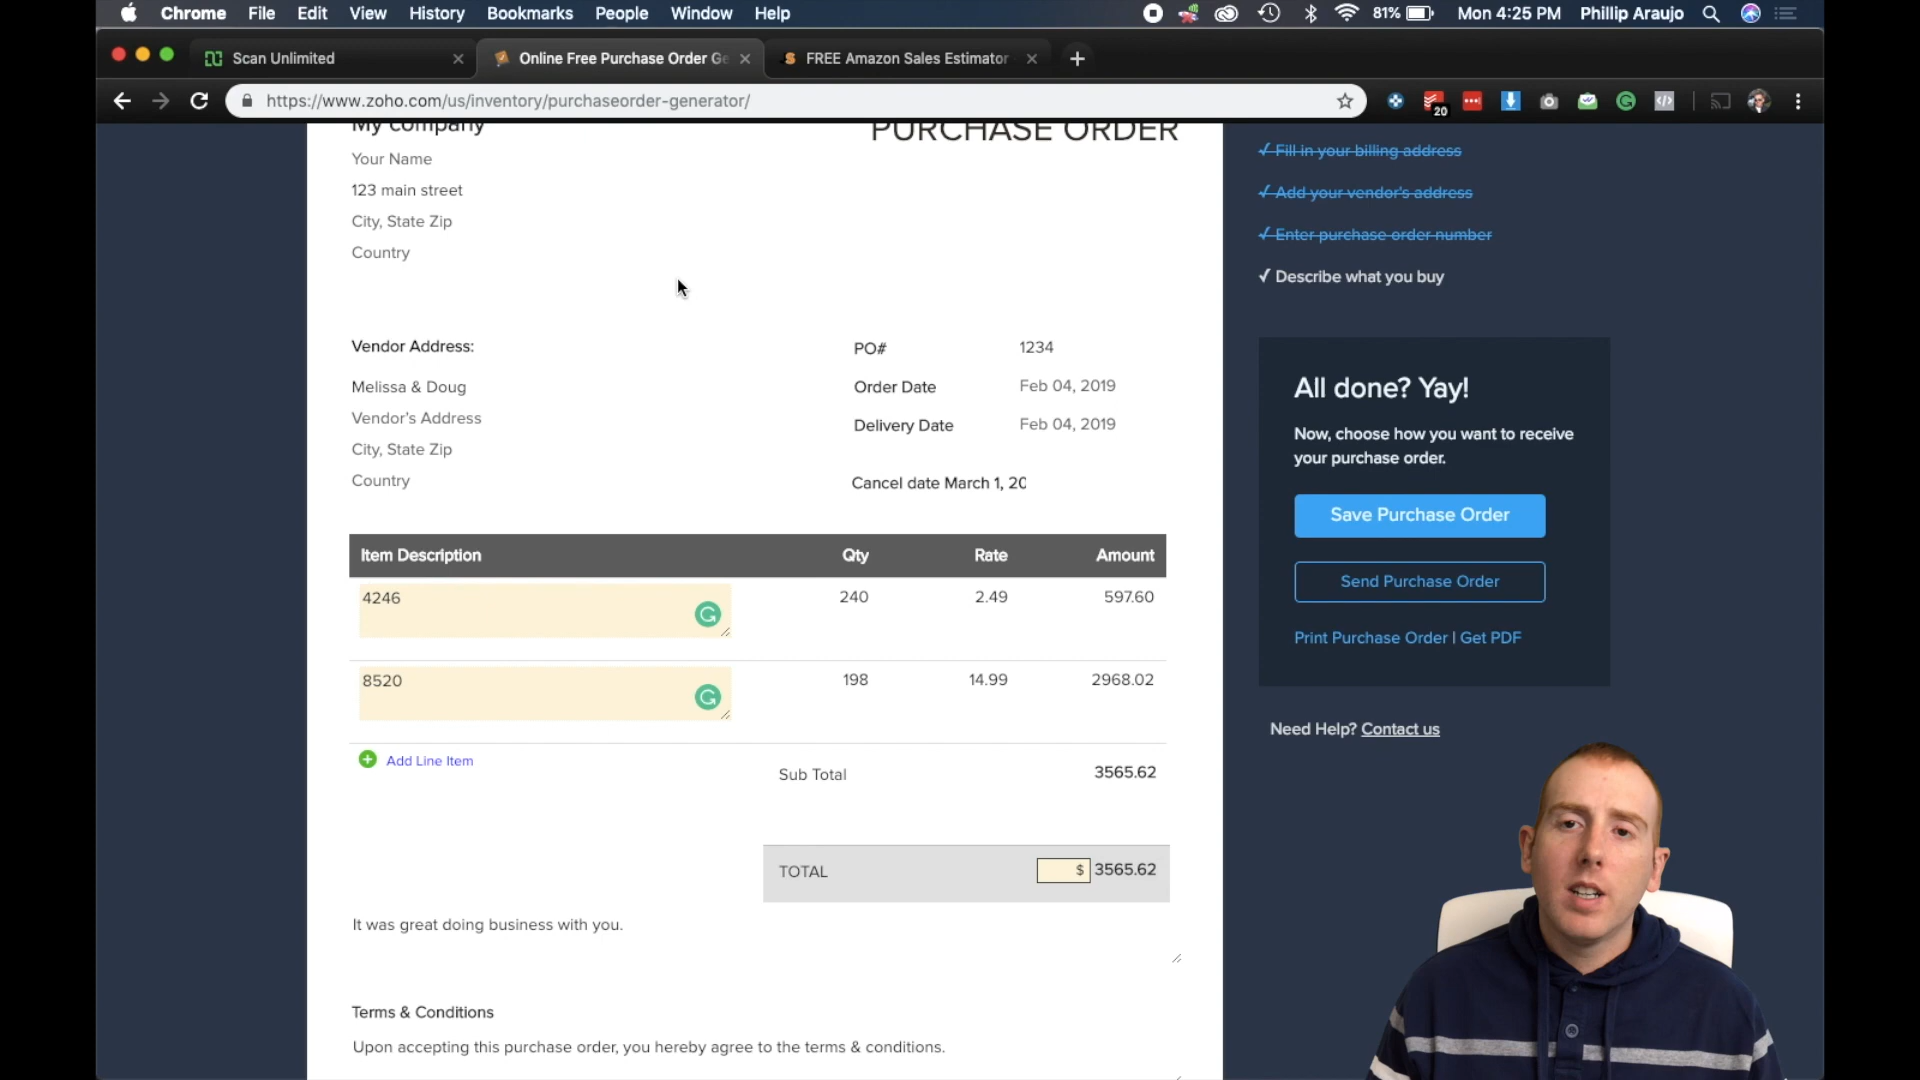 Chrome File Edit View History Bookmarks People Window Help 81% Mon 4:25 PM Phillip Araujo
Scan Unlimited Online Free Purchase Order Ge FREE Amazon Sales Estimator
https://www.zoho.com/us/inventory/purchaseorder-generator/ 20
My company
PURCHASE ORDER
Your Name
123 main street
City, State Zip
Country
Vendor Address:
Melissa & Doug
Vendor's Address
City, State Zip
Country
PO# 1234
Order Date Feb 04, 2019
Delivery Date Feb 04, 2019
Cancel date March 1, 20
Item Description Qty Rate Amount
4246 240 2.49 597.60
8520 198 14.99 2968.02
Add Line Item
Sub Total 3565.62
TOTAL $ 3565.62
It was great doing business with you.
Terms & Conditions
Upon accepting this purchase order, you hereby agree to the terms & conditions.
✓ Fill in your billing address
✓ Add your vendor's address
✓ Enter purchase order number
✓ Describe what you buy
All done? Yay!
Now, choose how you want to receive
your purchase order.
Save Purchase Order
Send Purchase Order
Print Purchase Order | Get PDF
Need Help? Contact us